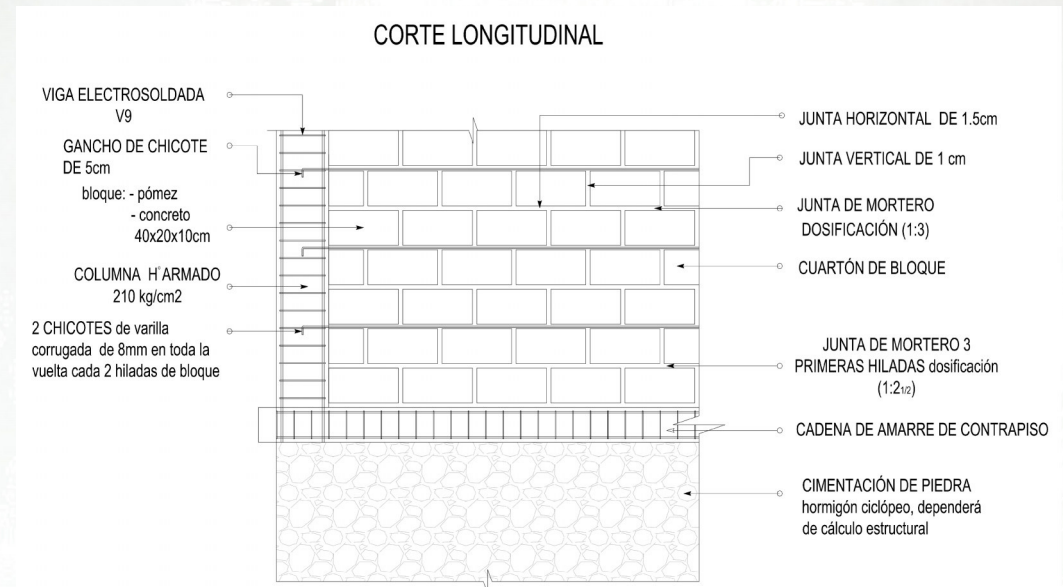 CORTE LONGITUDINAL
VIGA ELECTROSOLDADA
V9
GANCHO DE CHICOTE
DE 5cm
bloque: - pómez
- concreto
40x20x10cm
COLUMNA H° ARMADO
210 kg/cm2
2 CHICOTES de varilla
corrugada de 8mm en toda la
vuelta cada 2 hiladas de bloque
JUNTA HORIZONTAL DE 1.5cm
JUNTA VERTICAL DE 1 cm
JUNTA DE MORTERO
DOSIFICACIÓN (1:3)
CUARTÓN DE BLOQUE
JUNTA DE MORTERO 3
PRIMERAS HILADAS dosificación
(1:2 1/2)
CADENA DE AMARRE DE CONTRAPISO
CIMENTACIÓN DE PIEDRA
hormigón ciclópeo, dependerá
de cálculo estructural